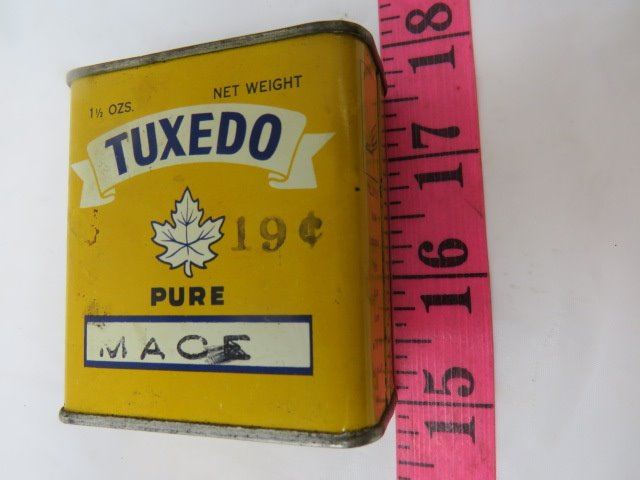 1½ OZS. NET WEIGHT
TUXEDO
19¢
PURE
MACE
18
17
16
15